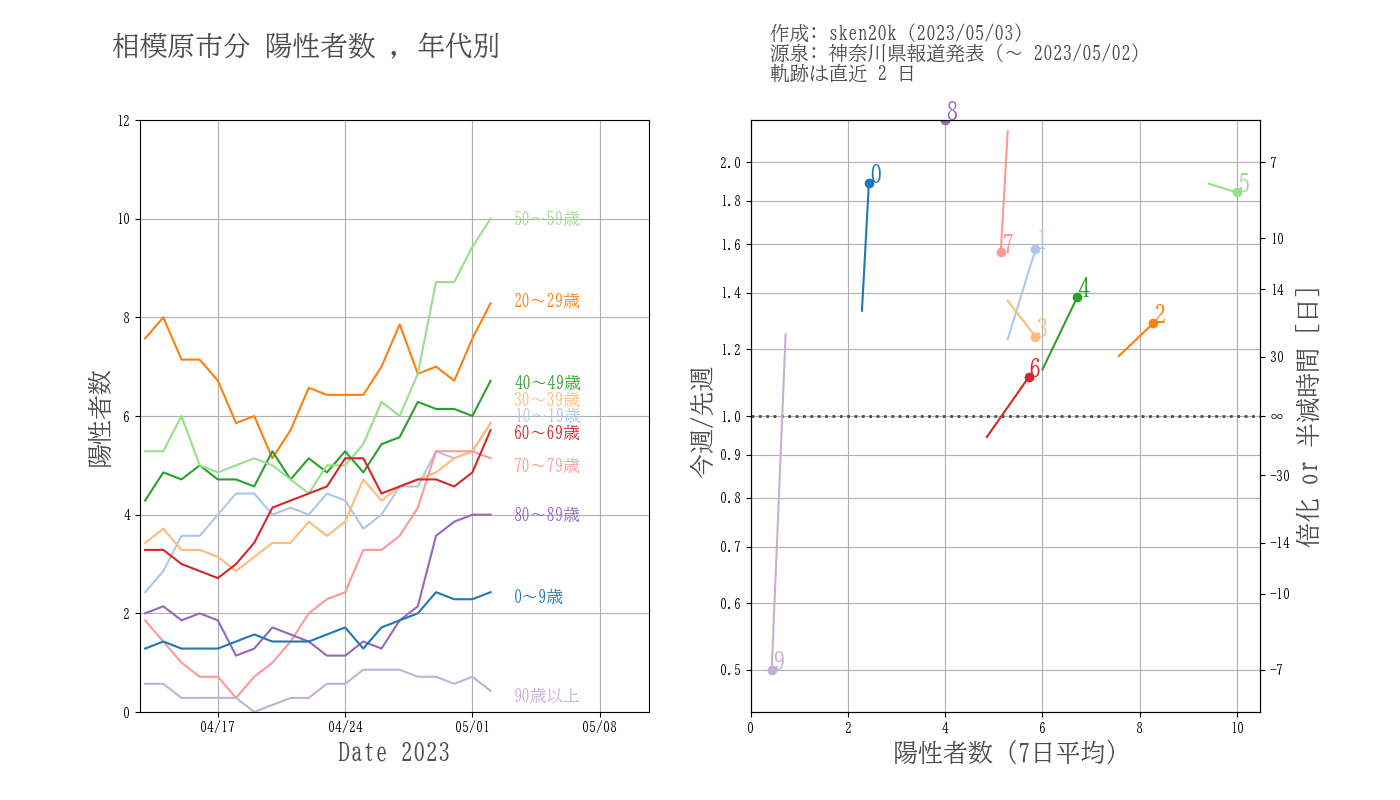 相模原市分 陽性者数 , 年代別
作成: sken20k (2023/05/03)
源泉: 神奈川県報道発表 (～ 2023/05/02)
軌跡は直近 2 日
陽性者数
12
10
8
6
4
2
0
50～59歳
20～29歳
40～49歳
30～39歳
10～19歳
60～69歳
70～79歳
80～89歳
0～9歳
90歳以上
04/17 04/24 05/01 05/08
Date 2023
今週/先週
2.0
1.8
1.6
1.4
1.2
1.0
0.9
0.8
0.7
0.6
0.5
8
0
5
7
1
4
3
2
6
9
7
10
14
30
∞
−30
−14
−10
−7
倍化 or 半減時間 [日]
0 2 4 6 8 10
陽性者数 (7日平均)